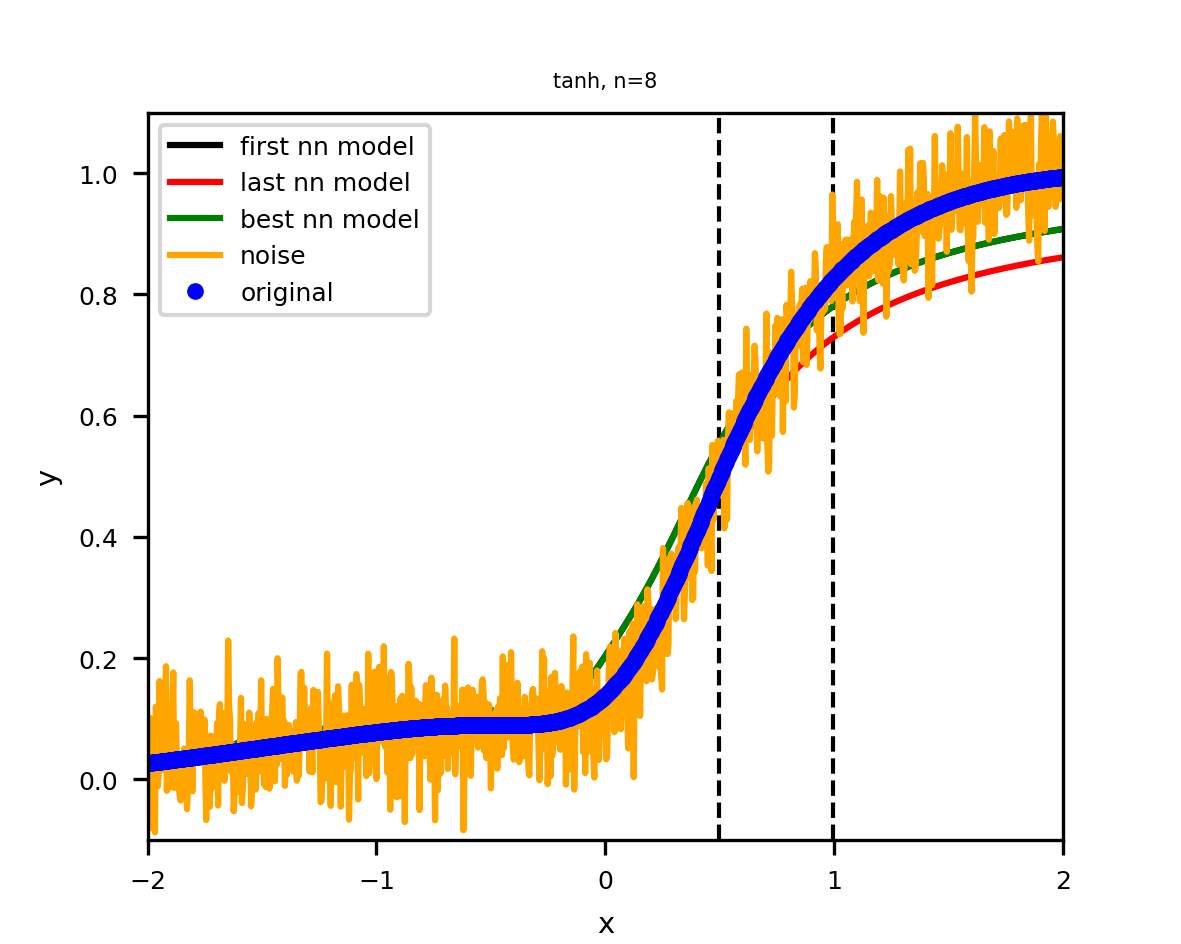 tanh, n=8
first nn model
last nn model
best nn model
noise
original
1.0
0.8
0.6
0.4
0.2
0.0
y
−2 −1 0 1 2
x